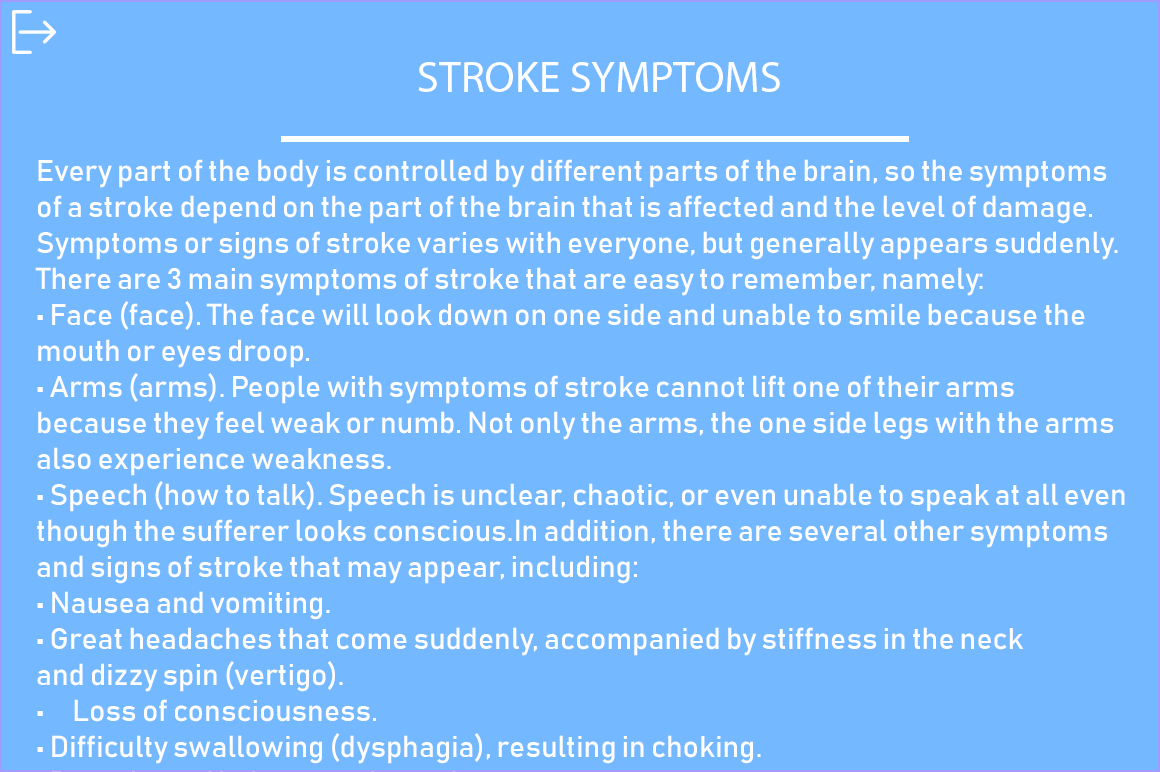 STROKE SYMPTOMS
Every part of the body is controlled by different parts of the brain, so the symptoms
of a stroke depend on the part of the brain that is affected and the level of damage.
Symptoms or signs of stroke varies with everyone, but generally appears suddenly.
There are 3 main symptoms of stroke that are easy to remember, namely:
▪ Face (face). The face will look down on one side and unable to smile because the
mouth or eyes droop.
▪ Arms (arms). People with symptoms of stroke cannot lift one of their arms
because they feel weak or numb. Not only the arms, the one side legs with the arms
also experience weakness.
▪ Speech (how to talk). Speech is unclear, chaotic, or even unable to speak at all even
though the sufferer looks conscious.In addition, there are several other symptoms
and signs of stroke that may appear, including:
▪ Nausea and vomiting.
▪ Great headaches that come suddenly, accompanied by stiffness in the neck
and dizzy spin (vertigo).
▪ Loss of consciousness.
▪ Difficulty swallowing (dysphagia), resulting in choking.